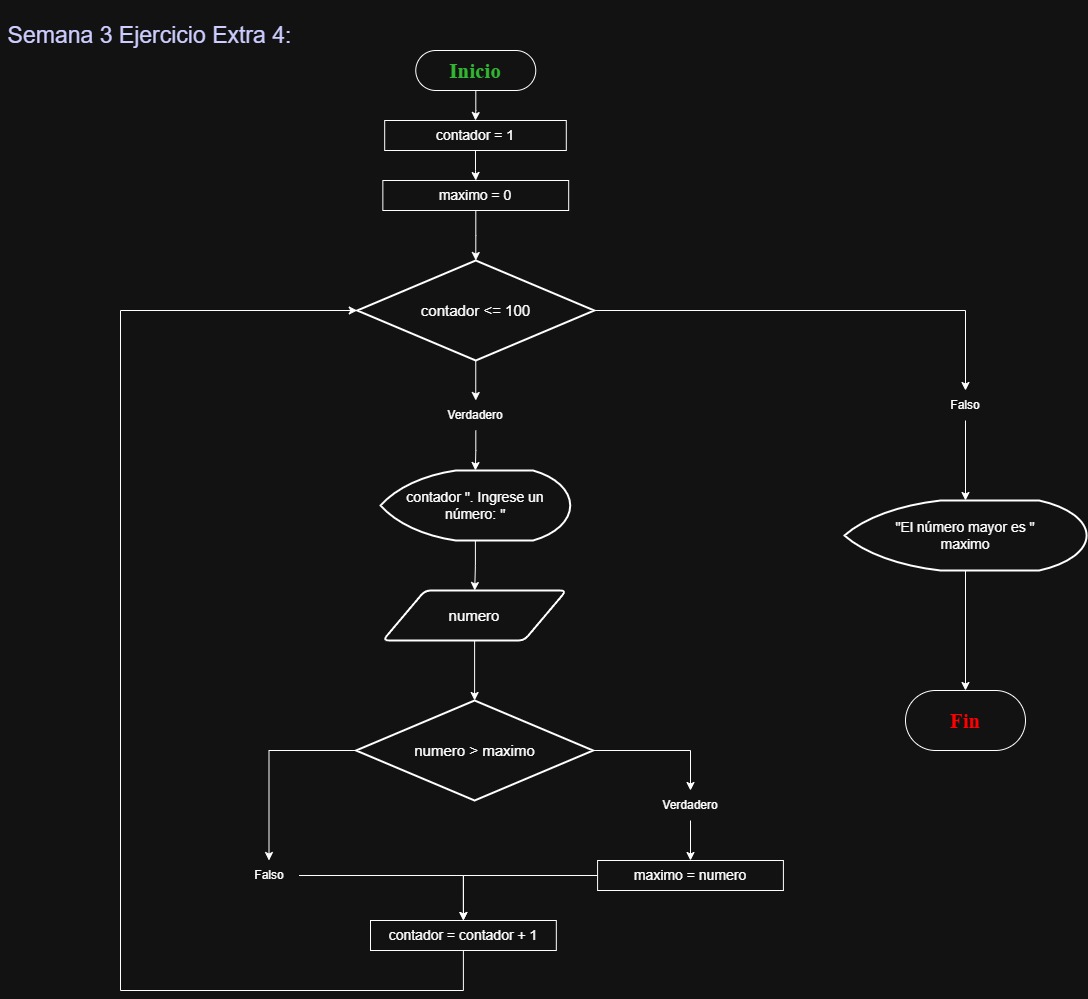 Semana 3 Ejercicio Extra 4:
Inicio
contador = 1
maximo = 0
contador <= 100
Verdadero
Falso
contador ". Ingrese un
número: "
"El número mayor es "
maximo
numero
Fin
numero > maximo
Verdadero
Falso
maximo = numero
contador = contador + 1